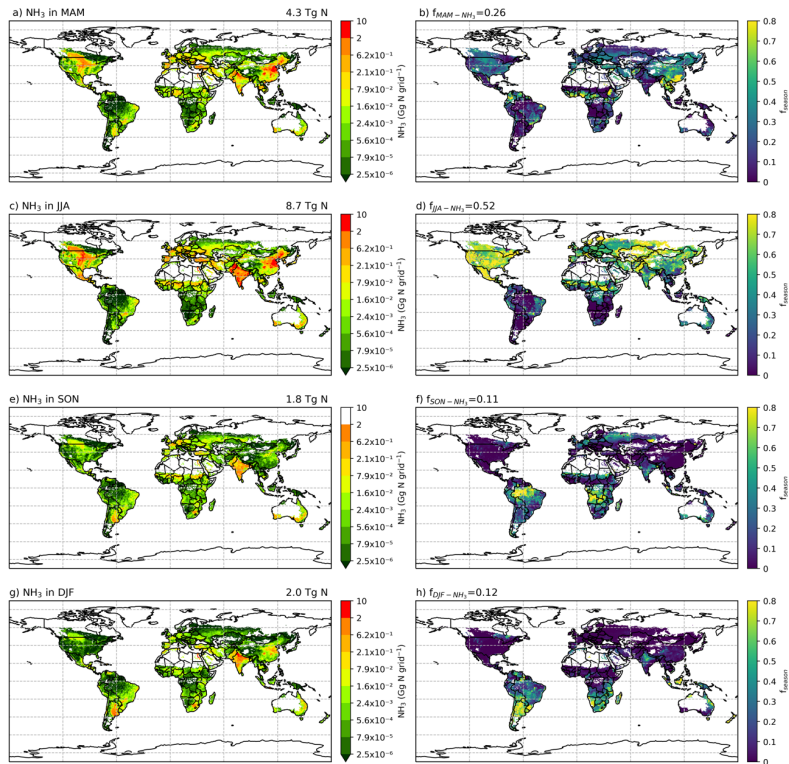 a) NH₃ in MAM 4.3 Tg N
10
2
6.2x10⁻¹
2.1x10⁻¹
7.9x10⁻²
1.6x10⁻²
2.4x10⁻³
5.6x10⁻⁴
7.9x10⁻⁵
2.5x10⁻⁶
NH₃ (Gg N grid⁻¹)
b) f_MAM−NH₃=0.26
0.8
0.7
0.6
0.5
0.4
0.3
0.2
0.1
0
f_season
c) NH₃ in JJA 8.7 Tg N
10
2
6.2x10⁻¹
2.1x10⁻¹
7.9x10⁻²
1.6x10⁻²
2.4x10⁻³
5.6x10⁻⁴
7.9x10⁻⁵
2.5x10⁻⁶
NH₃ (Gg N grid⁻¹)
d) f_JJA−NH₃=0.52
0.8
0.7
0.6
0.5
0.4
0.3
0.2
0.1
0
f_season
e) NH₃ in SON 1.8 Tg N
10
2
6.2x10⁻¹
2.1x10⁻¹
7.9x10⁻²
1.6x10⁻²
2.4x10⁻³
5.6x10⁻⁴
7.9x10⁻⁵
2.5x10⁻⁶
NH₃ (Gg N grid⁻¹)
f) f_SON−NH₃=0.11
0.8
0.7
0.6
0.5
0.4
0.3
0.2
0.1
0
f_season
g) NH₃ in DJF 2.0 Tg N
10
2
6.2x10⁻¹
2.1x10⁻¹
7.9x10⁻²
1.6x10⁻²
2.4x10⁻³
5.6x10⁻⁴
7.9x10⁻⁵
2.5x10⁻⁶
NH₃ (Gg N grid⁻¹)
h) f_DJF−NH₃=0.12
0.8
0.7
0.6
0.5
0.4
0.3
0.2
0.1
0
f_season